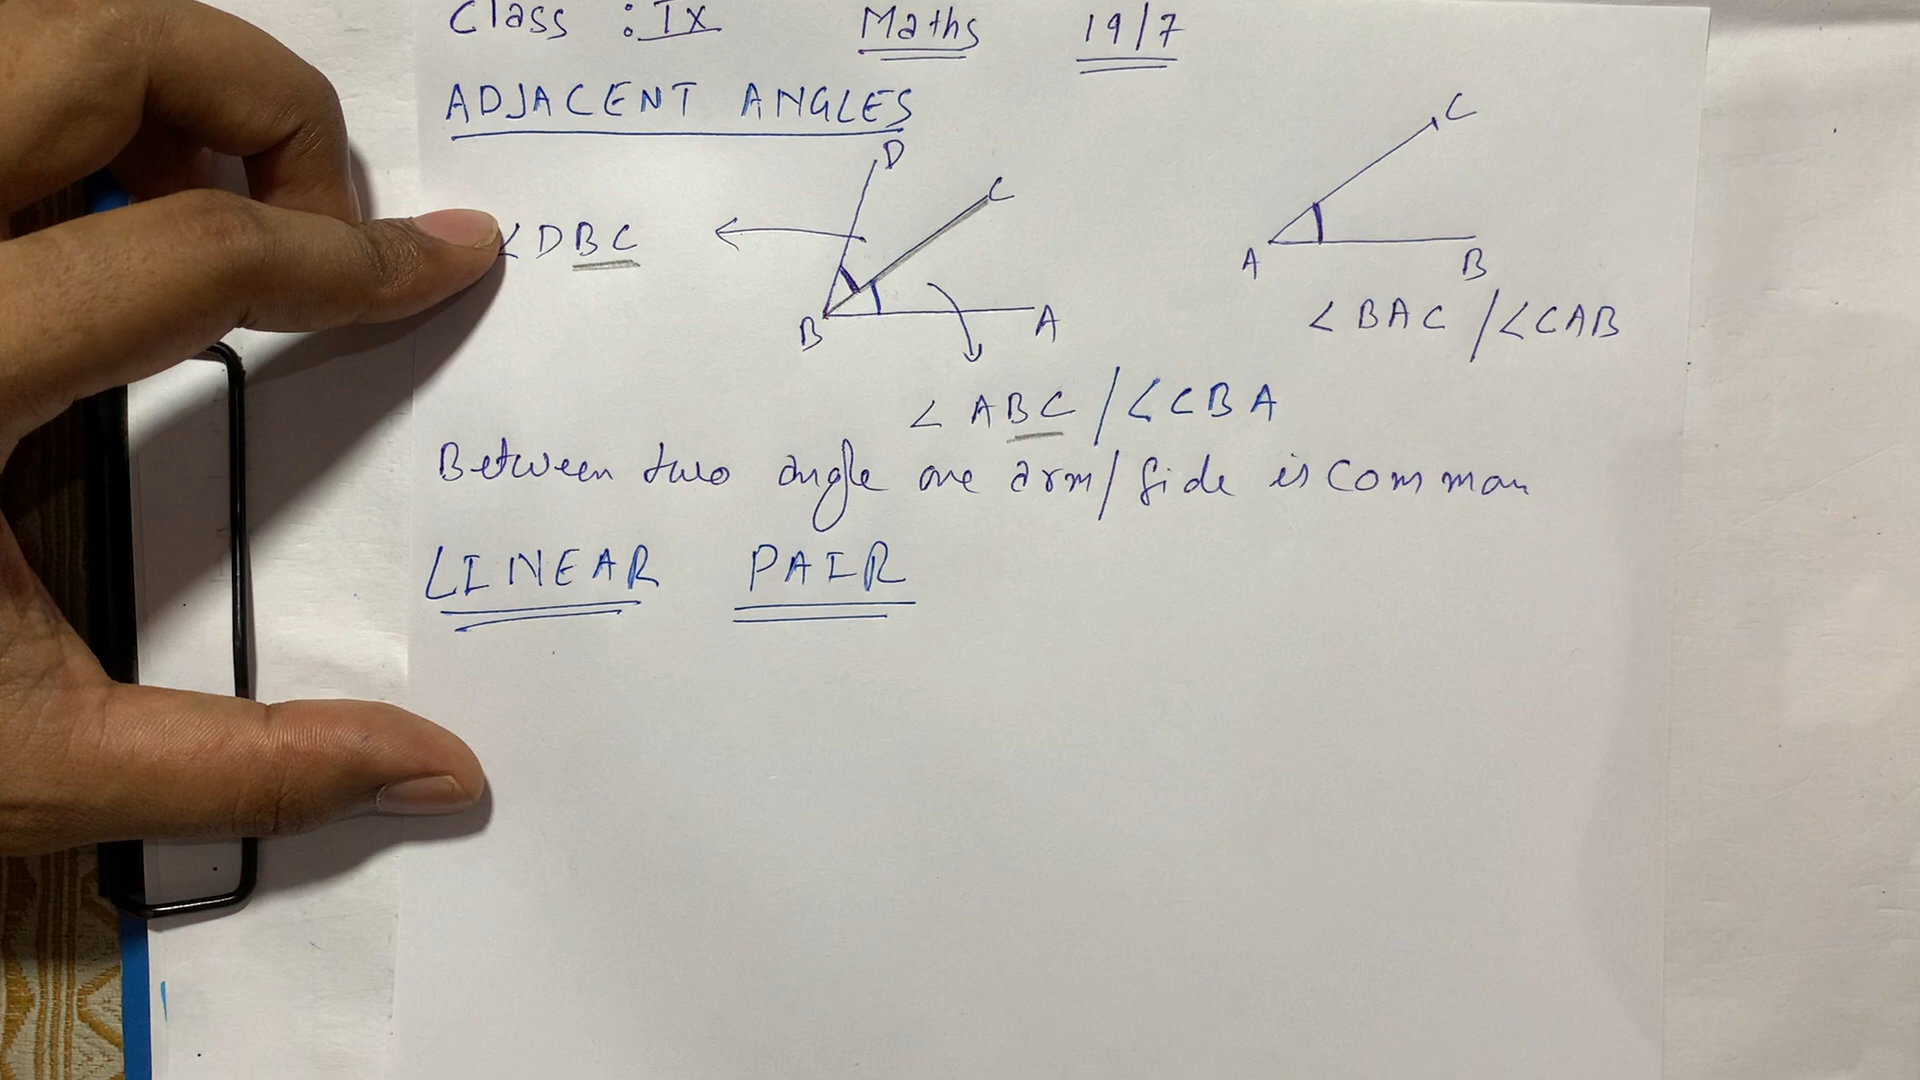 Class : IX Maths 19/7
ADJACENT ANGLES
D
C
C
∠DBC
B
A
A
B
∠BAC /∠CAB
∠ABC /∠CBA
Between two angle one arm/side is common
LINEAR PAIR